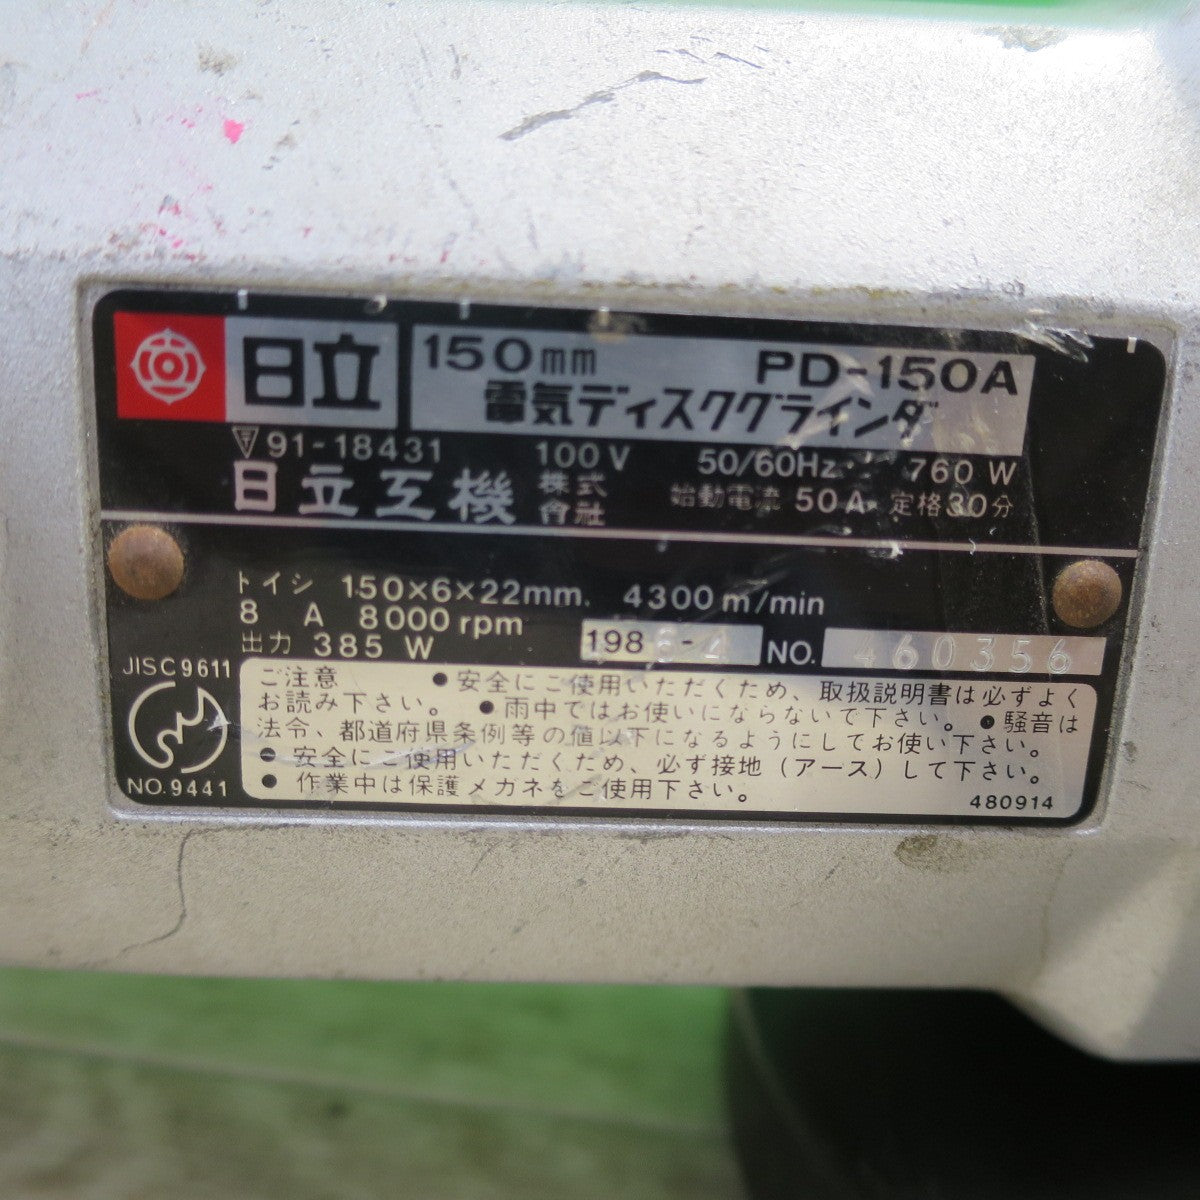 日立
150mm PD-150A
電気ディスクグラインダ
91-18431 100V 50/60Hz 760W
日立工機 株式会社 始動電流 50A 定格30分
トイシ 150×6×22mm. 4300m/min
8 A 8000rpm
出力 385W 198 - NO. 460356
JISC9611
NO.9441
ご注意 ●安全にご使用いただくため、取扱説明書は必ずよく
お読み下さい。 ●雨中ではお使いにならないで下さい。 ●騒音は
法令、都道府県条例等の値以下になるようにしてお使い下さい。
●安全にご使用いただくため、必ず接地(アース)して下さい。
●作業中は保護メガネをご使用下さい。
480914